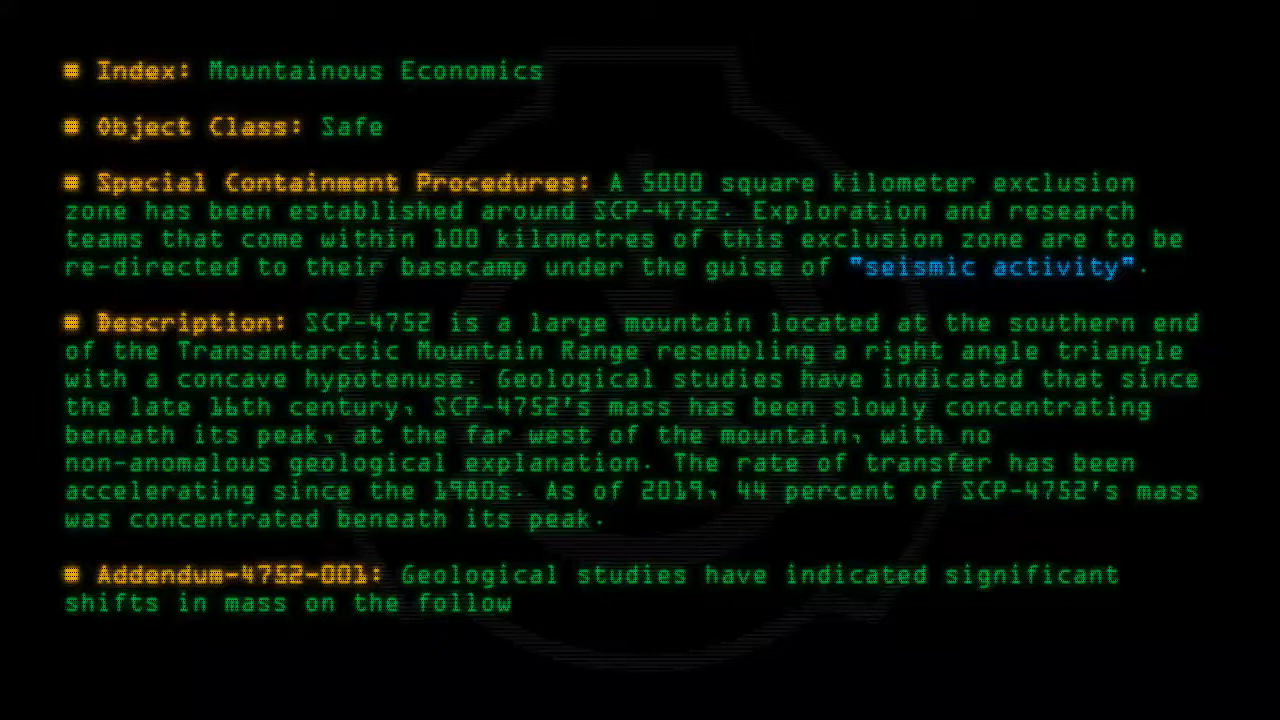 ■ Index: Mountainous Economics
■ Object Class: Safe
■ Special Containment Procedures: A 5000 square kilometer exclusion
zone has been established around SCP-4752. Exploration and research
teams that come within 100 kilometres of this exclusion zone are to be
re-directed to their basecamp under the guise of "seismic activity".
■ Description: SCP-4752 is a large mountain located at the southern end
of the Transantarctic Mountain Range resembling a right angle triangle
with a concave hypotenuse. Geological studies have indicated that since
the late 16th century, SCP-4752's mass has been slowly concentrating
beneath its peak, at the far west of the mountain, with no
non-anomalous geological explanation. The rate of transfer has been
accelerating since the 1980s. As of 2019, 44 percent of SCP-4752's mass
was concentrated beneath its peak.
■ Addendum-4752-001: Geological studies have indicated significant
shifts in mass on the follow